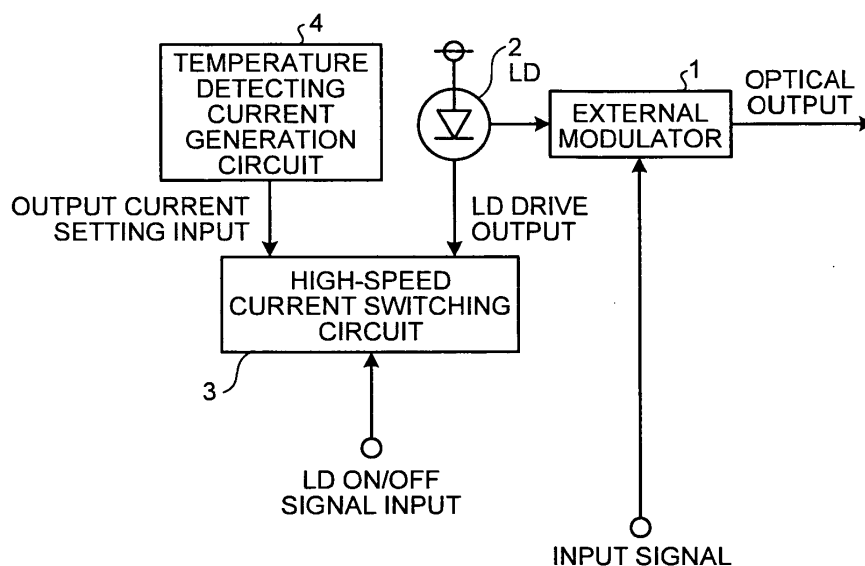 4
TEMPERATURE
DETECTING
CURRENT
GENERATION
CIRCUIT
2
LD
1
EXTERNAL
MODULATOR
OPTICAL
OUTPUT
OUTPUT CURRENT
SETTING INPUT
LD DRIVE
OUTPUT
HIGH-SPEED
CURRENT SWITCHING
CIRCUIT
3
LD ON/OFF
SIGNAL INPUT
INPUT SIGNAL